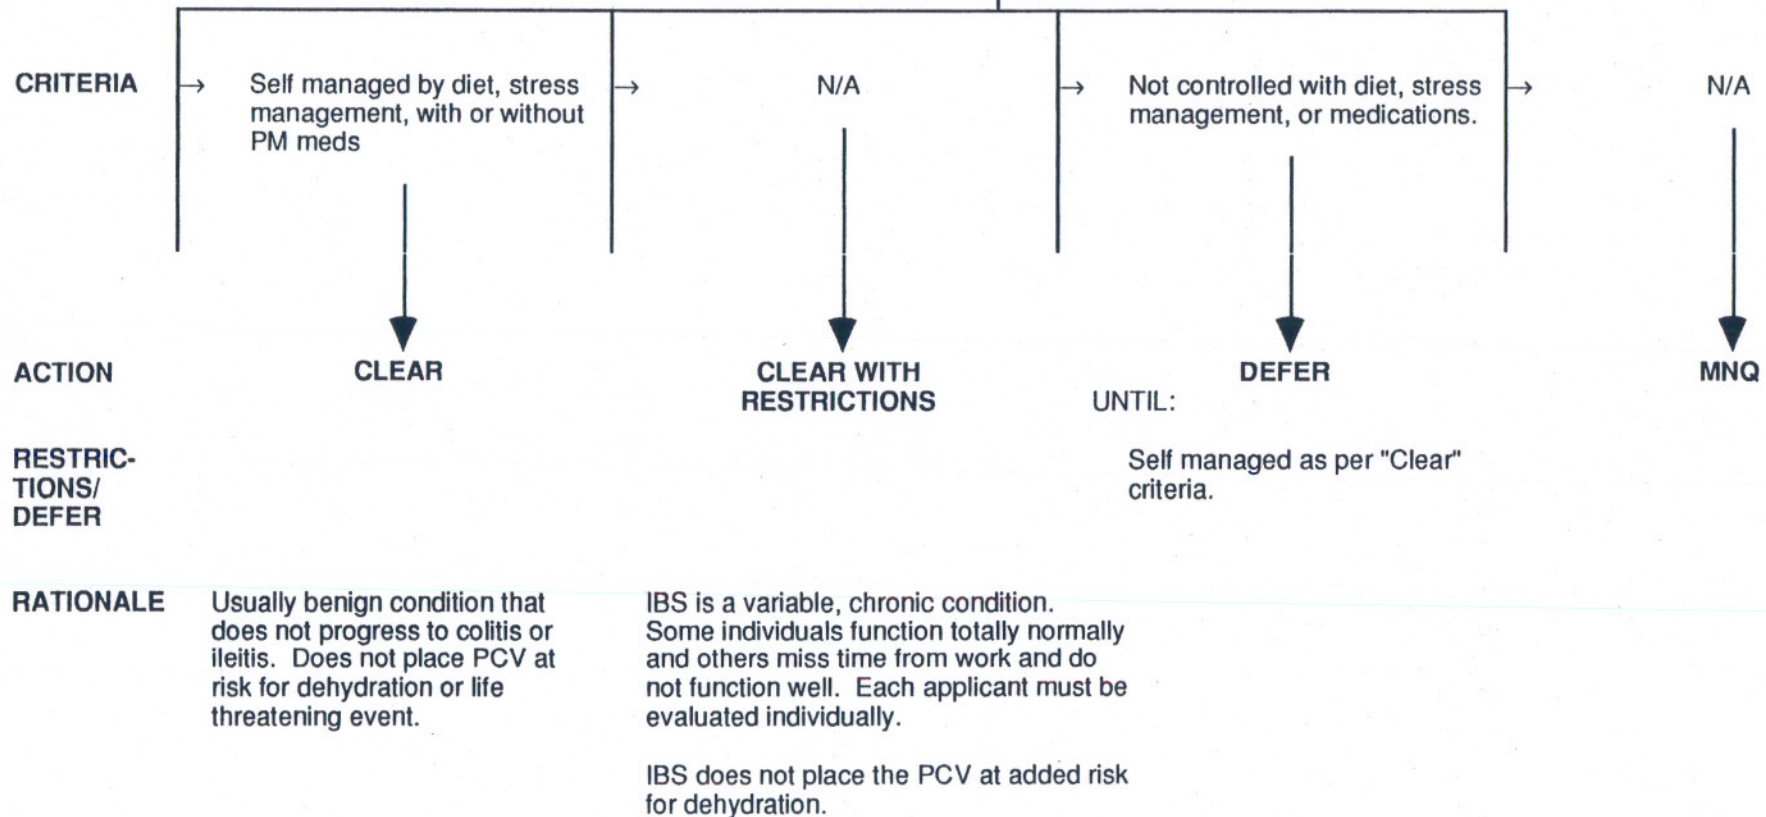 CRITERIA
→ Self managed by diet, stress
management, with or without
PM meds
→ N/A
→ Not controlled with diet, stress
management, or medications.
→ N/A
ACTION
CLEAR
CLEAR WITH
RESTRICTIONS
DEFER
UNTIL:
MNQ
RESTRIC-
TIONS/
DEFER
Self managed as per "Clear"
criteria.
RATIONALE
Usually benign condition that
does not progress to colitis or
ileitis. Does not place PCV at
risk for dehydration or life
threatening event.
IBS is a variable, chronic condition.
Some individuals function totally normally
and others miss time from work and do
not function well. Each applicant must be
evaluated individually.
IBS does not place the PCV at added risk
for dehydration.